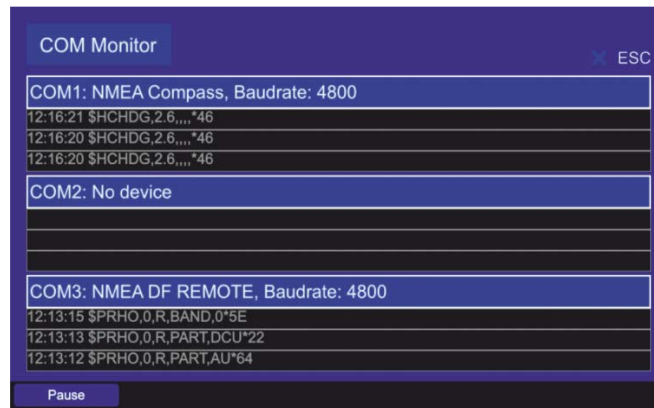 COM Monitor
ESC
COM1: NMEA Compass, Baudrate: 4800
12:16:21 $HCHDG,2.6,,,,*46
12:16:20 $HCHDG,2.6,,,,*46
12:16:20 $HCHDG,2.6,,,,*46
COM2: No device
COM3: NMEA DF REMOTE, Baudrate: 4800
12:13:15 $PRHO,0,R,BAND,0*5E
12:13:13 $PRHO,0,R,PART,DCU*22
12:13:12 $PRHO,0,R,PART,AU*64
Pause